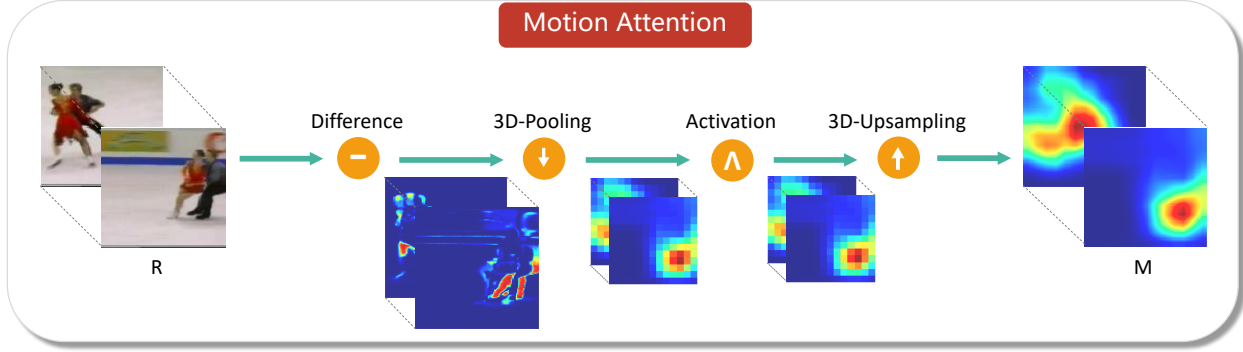 Motion Attention
Difference
3D-Pooling
Activation
3D-Upsampling
R
M